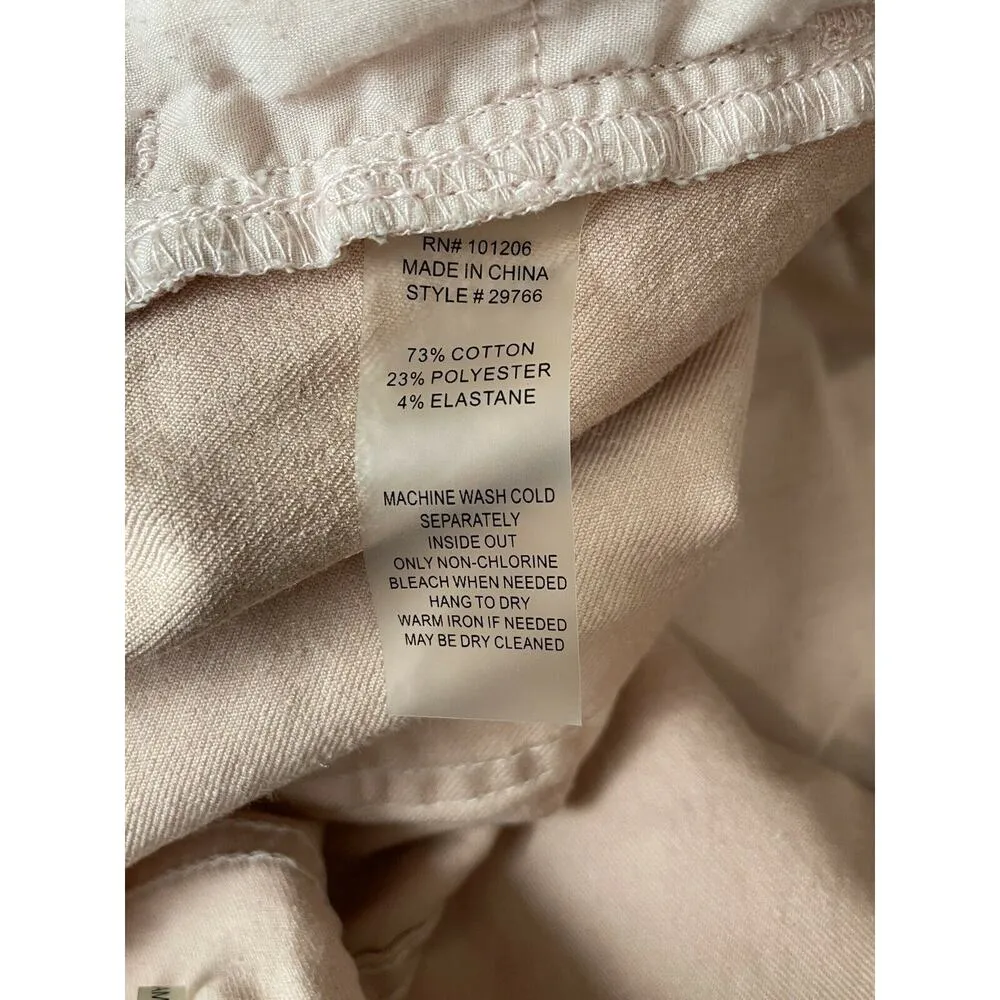 RN# 101206
MADE IN CHINA
STYLE # 29766
73% COTTON
23% POLYESTER
4% ELASTANE
MACHINE WASH COLD
SEPARATELY
INSIDE OUT
ONLY NON-CHLORINE
BLEACH WHEN NEEDED
HANG TO DRY
WARM IRON IF NEEDED
MAY BE DRY CLEANED